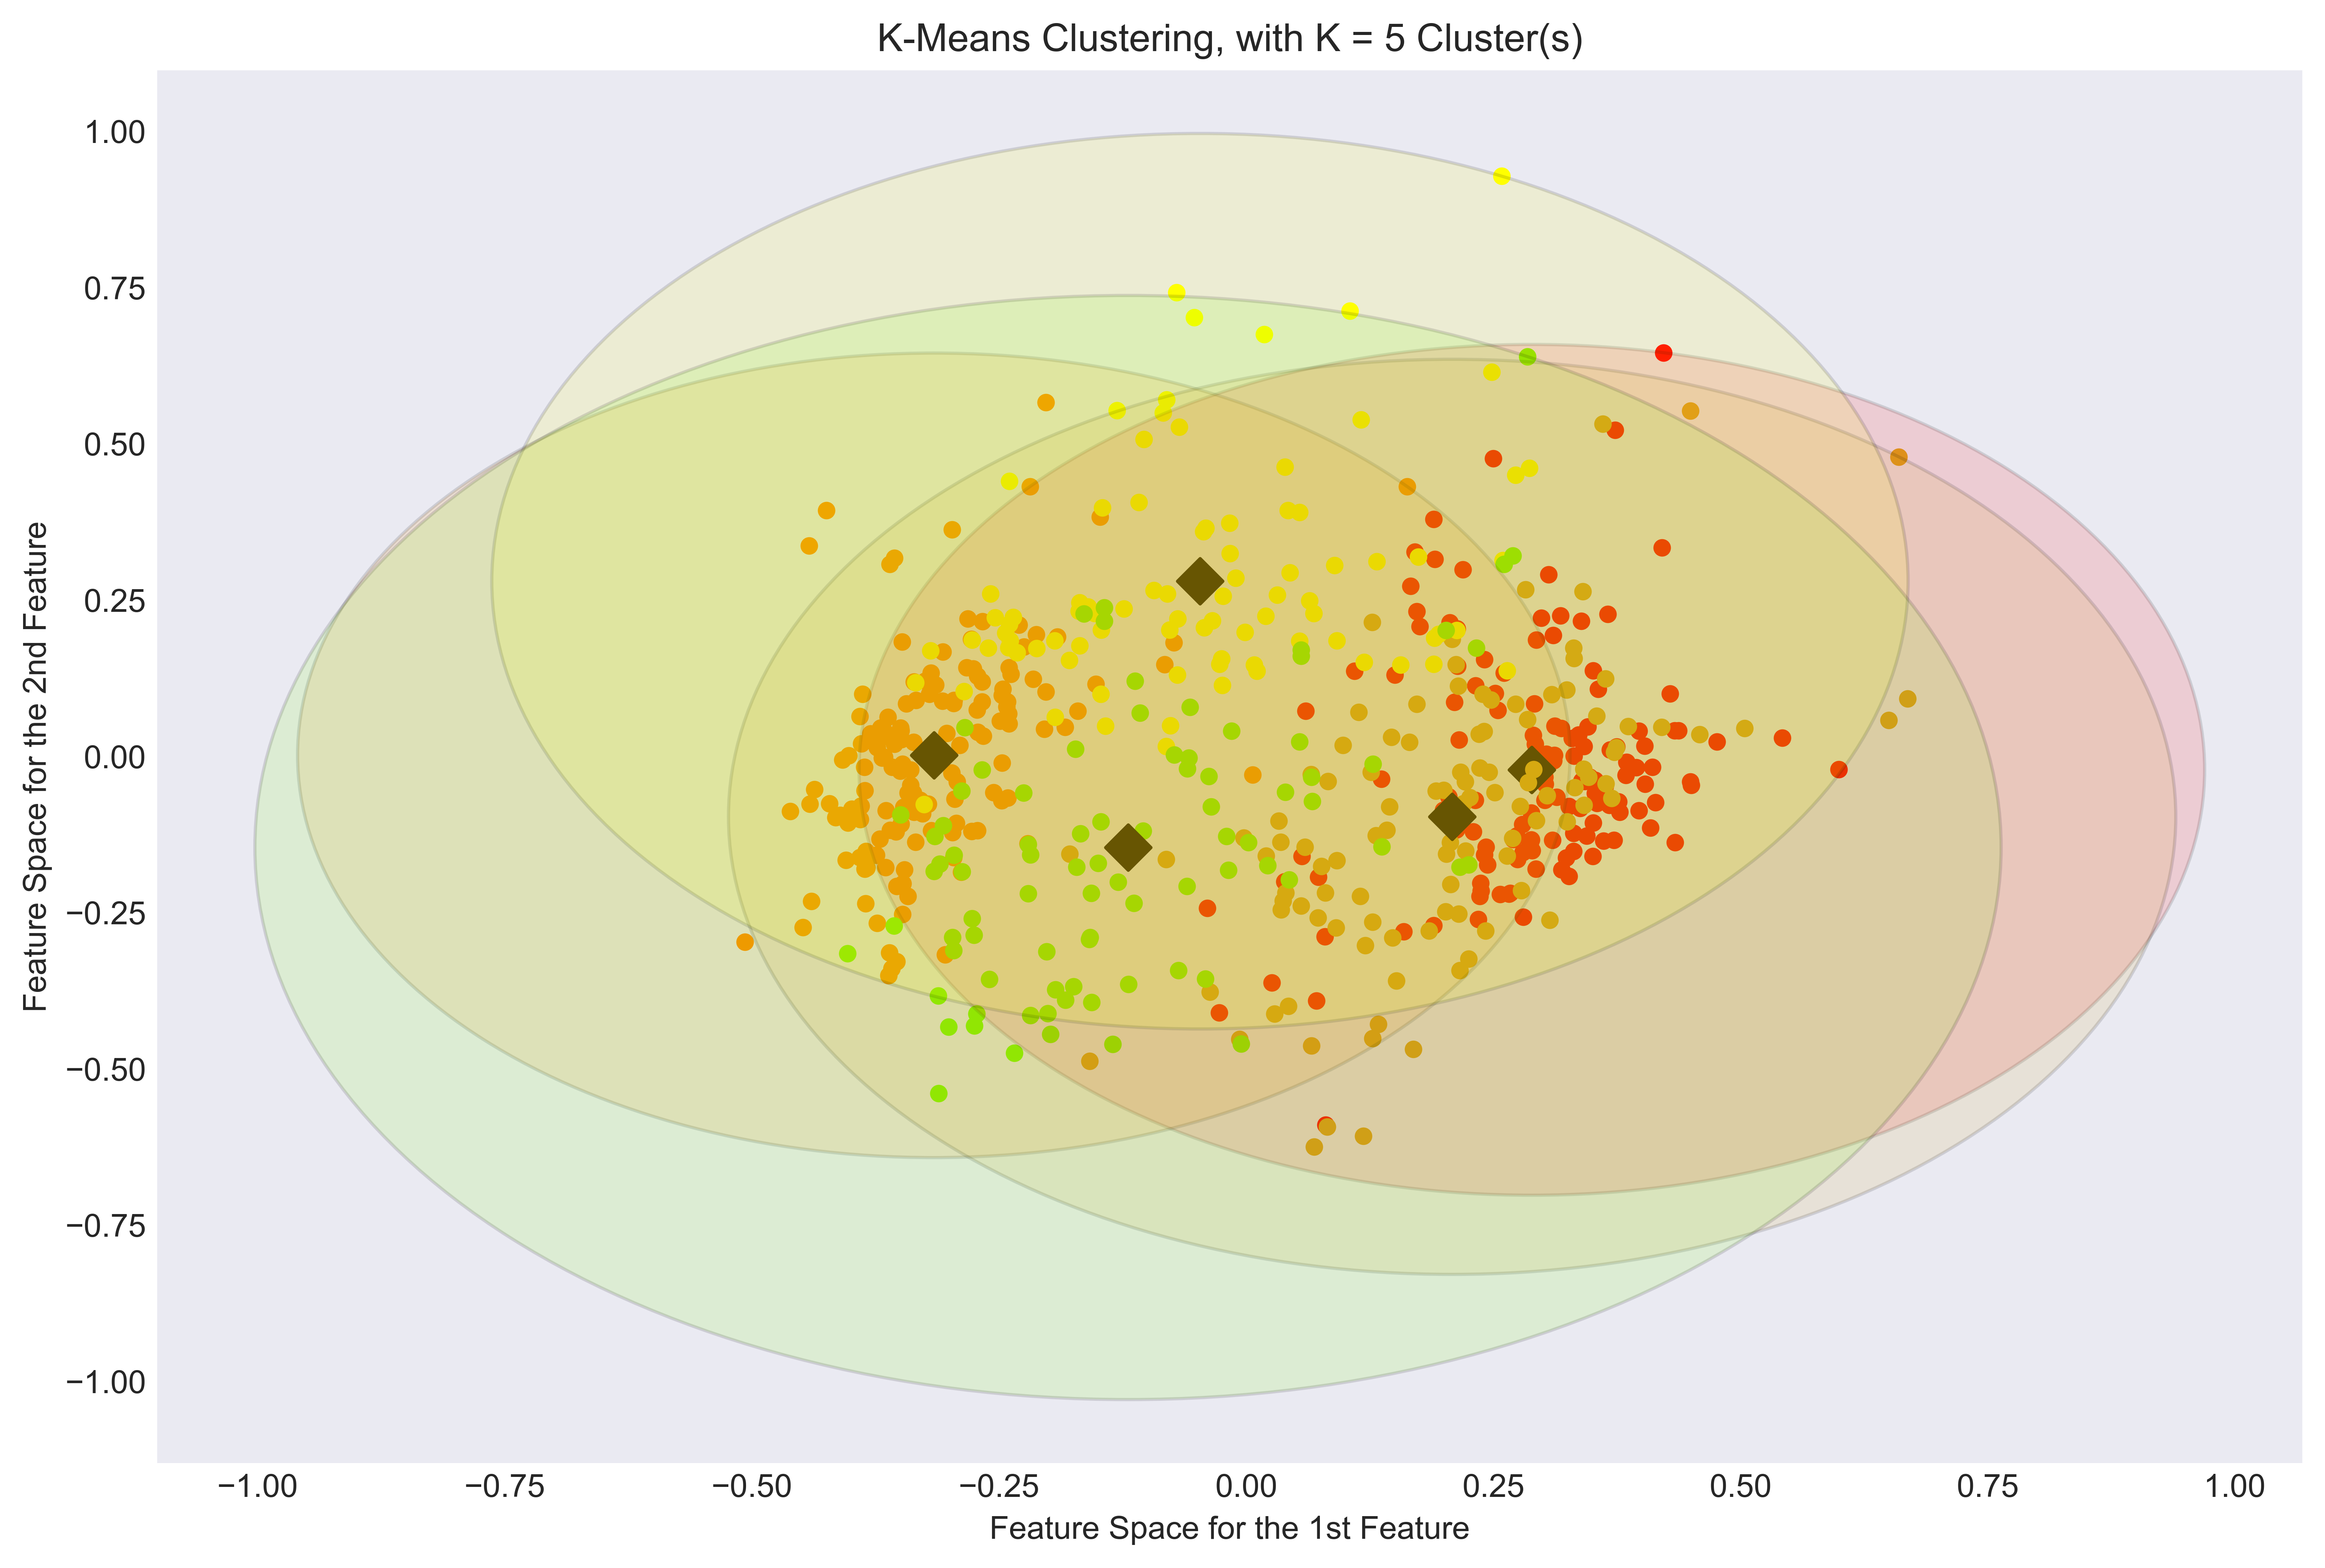 K-Means Clustering, with K = 5 Cluster(s)
Feature Space for the 2nd Feature
1.00
0.75
0.50
0.25
0.00
−0.25
−0.50
−0.75
−1.00
−1.00 −0.75 −0.50 −0.25 0.00 0.25 0.50 0.75 1.00
Feature Space for the 1st Feature